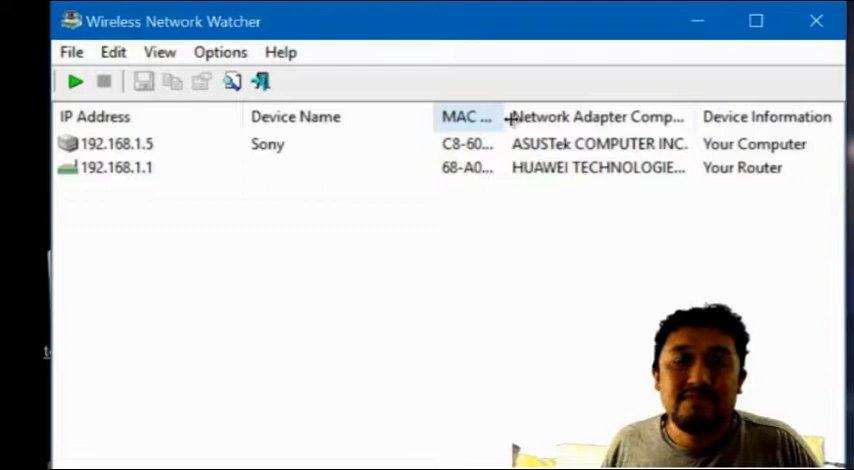 Wireless Network Watcher
File Edit View Options Help
IP Address Device Name MAC ... Network Adapter Comp... Device Information
192.168.1.5 Sony C8-60... ASUSTek COMPUTER INC. Your Computer
192.168.1.1 68-A0... HUAWEI TECHNOLOGIE... Your Router